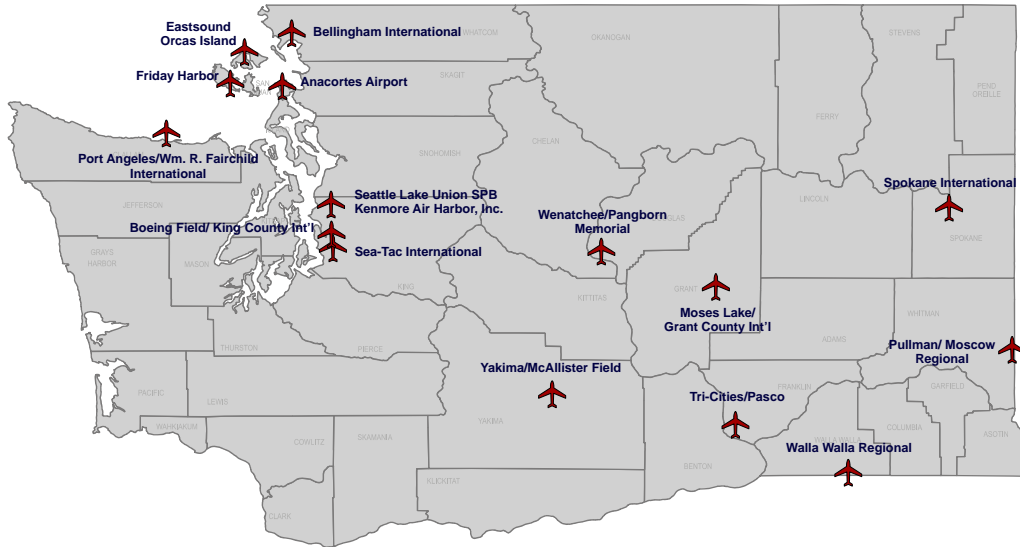 Eastsound
Orcas Island
Bellingham International
WHATCOM
OKANOGAN
STEVENS
Friday Harbor
SAN
Anacortes Airport
SKAGIT
PEND
OREILLE
FERRY
CHELAN
Port Angeles/Wm. R. Fairchild
International
SNOHOMISH
JEFFERSON
Seattle Lake Union SPB
Kenmore Air Harbor, Inc.
Spokane International
LINCOLN
Wenatchee/Pangborn
Memorial
Boeing Field/ King County Int'l
SPOKANE
GRAYS
HARBOR
MASON
Sea-Tac International
KING
KITTITAS
GRANT
Moses Lake/
Grant County Int'l
WHITMAN
ADAMS
THURSTON
PIERCE
Pullman/ Moscow
Regional
Yakima/McAllister Field
PACIFIC
LEWIS
YAKIMA
Tri-Cities/Pasco
FRANKLIN
GARFIELD
WAHKIAKUM
COWLITZ
SKAMANIA
WALLA WALLA
COLUMBIA
ASOTIN
Walla Walla Regional
BENTON
KLICKITAT
CLARK